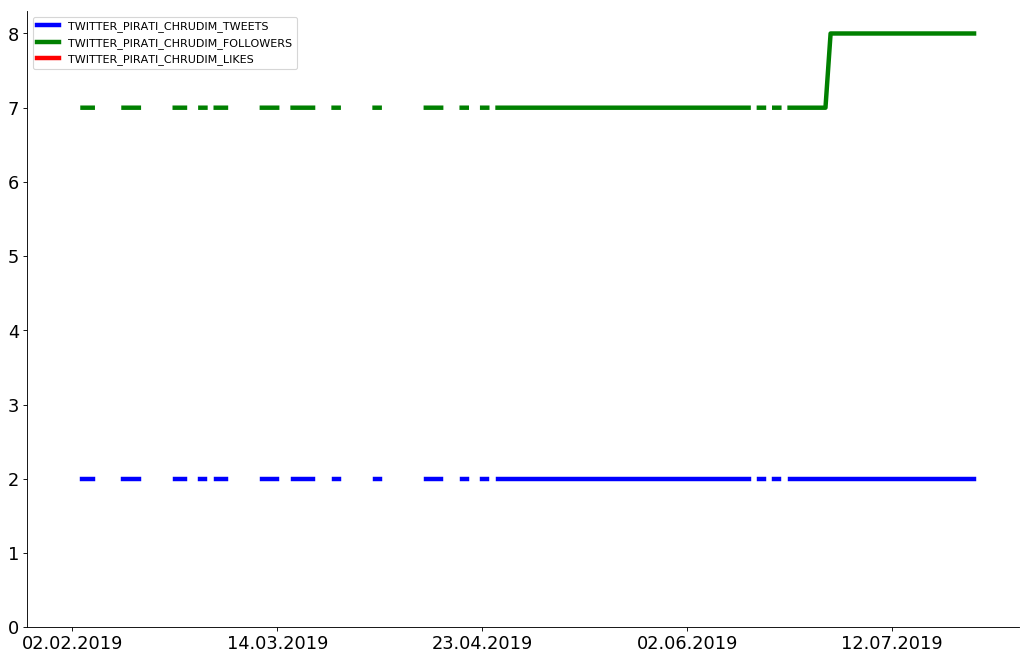 TWITTER_PIRATI_CHRUDIM_TWEETS
TWITTER_PIRATI_CHRUDIM_FOLLOWERS
TWITTER_PIRATI_CHRUDIM_LIKES
8
7
6
5
4
3
2
1
0
02.02.2019 14.03.2019 23.04.2019 02.06.2019 12.07.2019